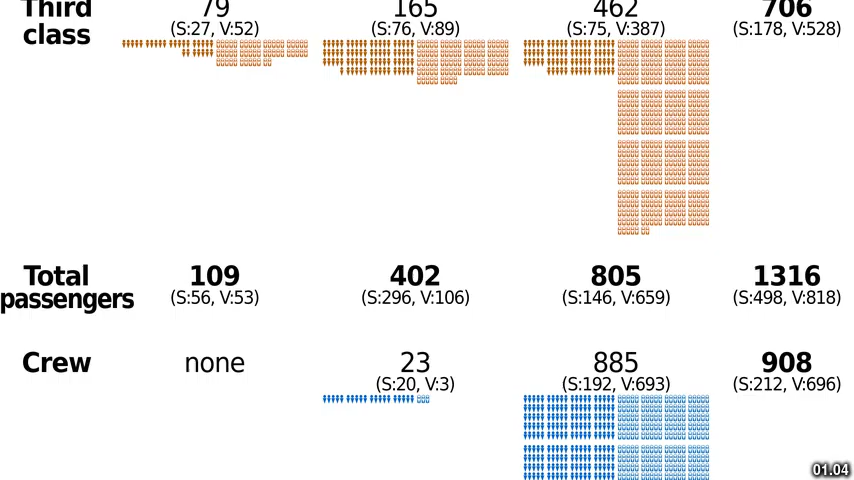 Third class
79
165
462
706
(S:27, V:52)
(S:76, V:89)
(S:75, V:387)
(S:178, V:528)
Total passengers
109
402
805
1316
(S:56, V:53)
(S:296, V:106)
(S:146, V:659)
(S:498, V:818)
Crew
none
23
885
908
(S:20, V:3)
(S:192, V:693)
(S:212, V:696)
01.04